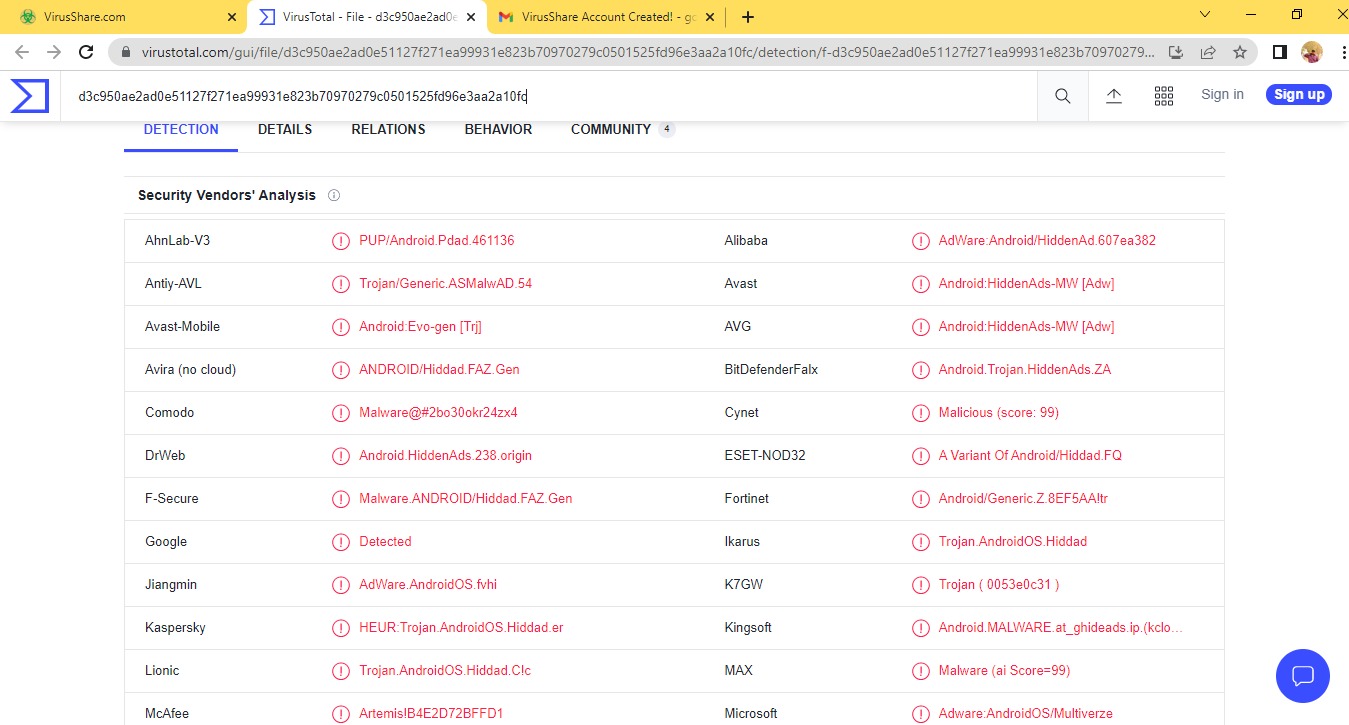 VirusShare.com
VirusTotal - File - d3c950ae2ad0e
VirusShare Account Created! - gc
virustotal.com/gui/file/d3c950ae2ad0e51127f271ea99931e823b70970279c0501525fd96e3aa2a10fc/detection/f-d3c950ae2ad0e51127f271ea99931e823b70970279...
d3c950ae2ad0e51127f271ea99931e823b70970279c0501525fd96e3aa2a10fc
Sign in
Sign up
DETECTION DETAILS RELATIONS BEHAVIOR COMMUNITY 4
Security Vendors' Analysis
AhnLab-V3 PUP/Android.Pdad.461136 Alibaba AdWare:Android/HiddenAd.607ea382
Antiy-AVL Trojan/Generic.ASMalwAD.54 Avast Android:HiddenAds-MW [Adw]
Avast-Mobile Android:Evo-gen [Trj] AVG Android:HiddenAds-MW [Adw]
Avira (no cloud) ANDROID/Hiddad.FAZ.Gen BitDefenderFalx Android.Trojan.HiddenAds.ZA
Comodo Malware@#2bo30okr24zx4 Cynet Malicious (score: 99)
DrWeb Android.HiddenAds.238.origin ESET-NOD32 A Variant Of Android/Hiddad.FQ
F-Secure Malware.ANDROID/Hiddad.FAZ.Gen Fortinet Android/Generic.Z.8EF5AA!tr
Google Detected Ikarus Trojan.AndroidOS.Hiddad
Jiangmin AdWare.AndroidOS.fvhi K7GW Trojan ( 0053e0c31 )
Kaspersky HEUR:Trojan.AndroidOS.Hiddad.er Kingsoft Android.MALWARE.at_ghideads.ip.(kclo...
Lionic Trojan.AndroidOS.Hiddad.C!c MAX Malware (ai Score=99)
McAfee Artemis!B4E2D72BFFD1 Microsoft Adware:AndroidOS/Multiverze